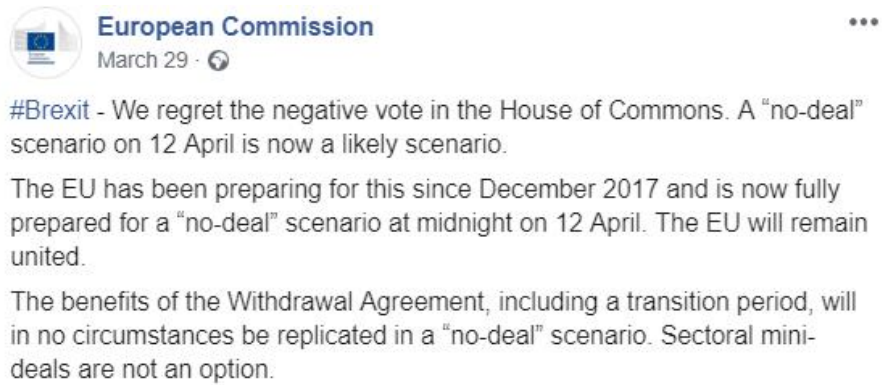 European Commission
March 29 ·
#Brexit - We regret the negative vote in the House of Commons. A “no-deal”
scenario on 12 April is now a likely scenario.
The EU has been preparing for this since December 2017 and is now fully
prepared for a “no-deal” scenario at midnight on 12 April. The EU will remain
united.
The benefits of the Withdrawal Agreement, including a transition period, will
in no circumstances be replicated in a “no-deal” scenario. Sectoral mini-
deals are not an option.